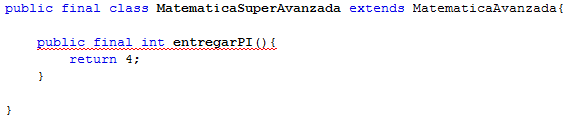 public final class MatematicaSuperAvanzada extends MatematicaAvanzada{
public final int entregarPI(){
return 4;
}
}